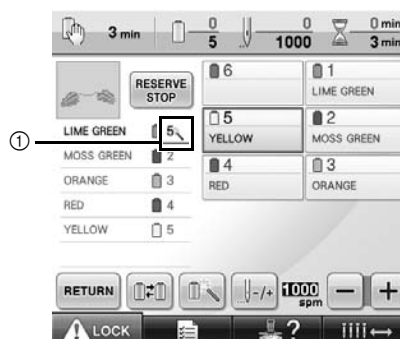 3 min
0
5
0
1000
0 min
3 min
RESERVE
STOP
6
1
LIME GREEN
5
YELLOW
2
MOSS GREEN
4
RED
3
ORANGE
①
LIME GREEN 5
MOSS GREEN 2
ORANGE 3
RED 4
YELLOW 5
RETURN
-/+
1000
spm
−
+
LOCK
?